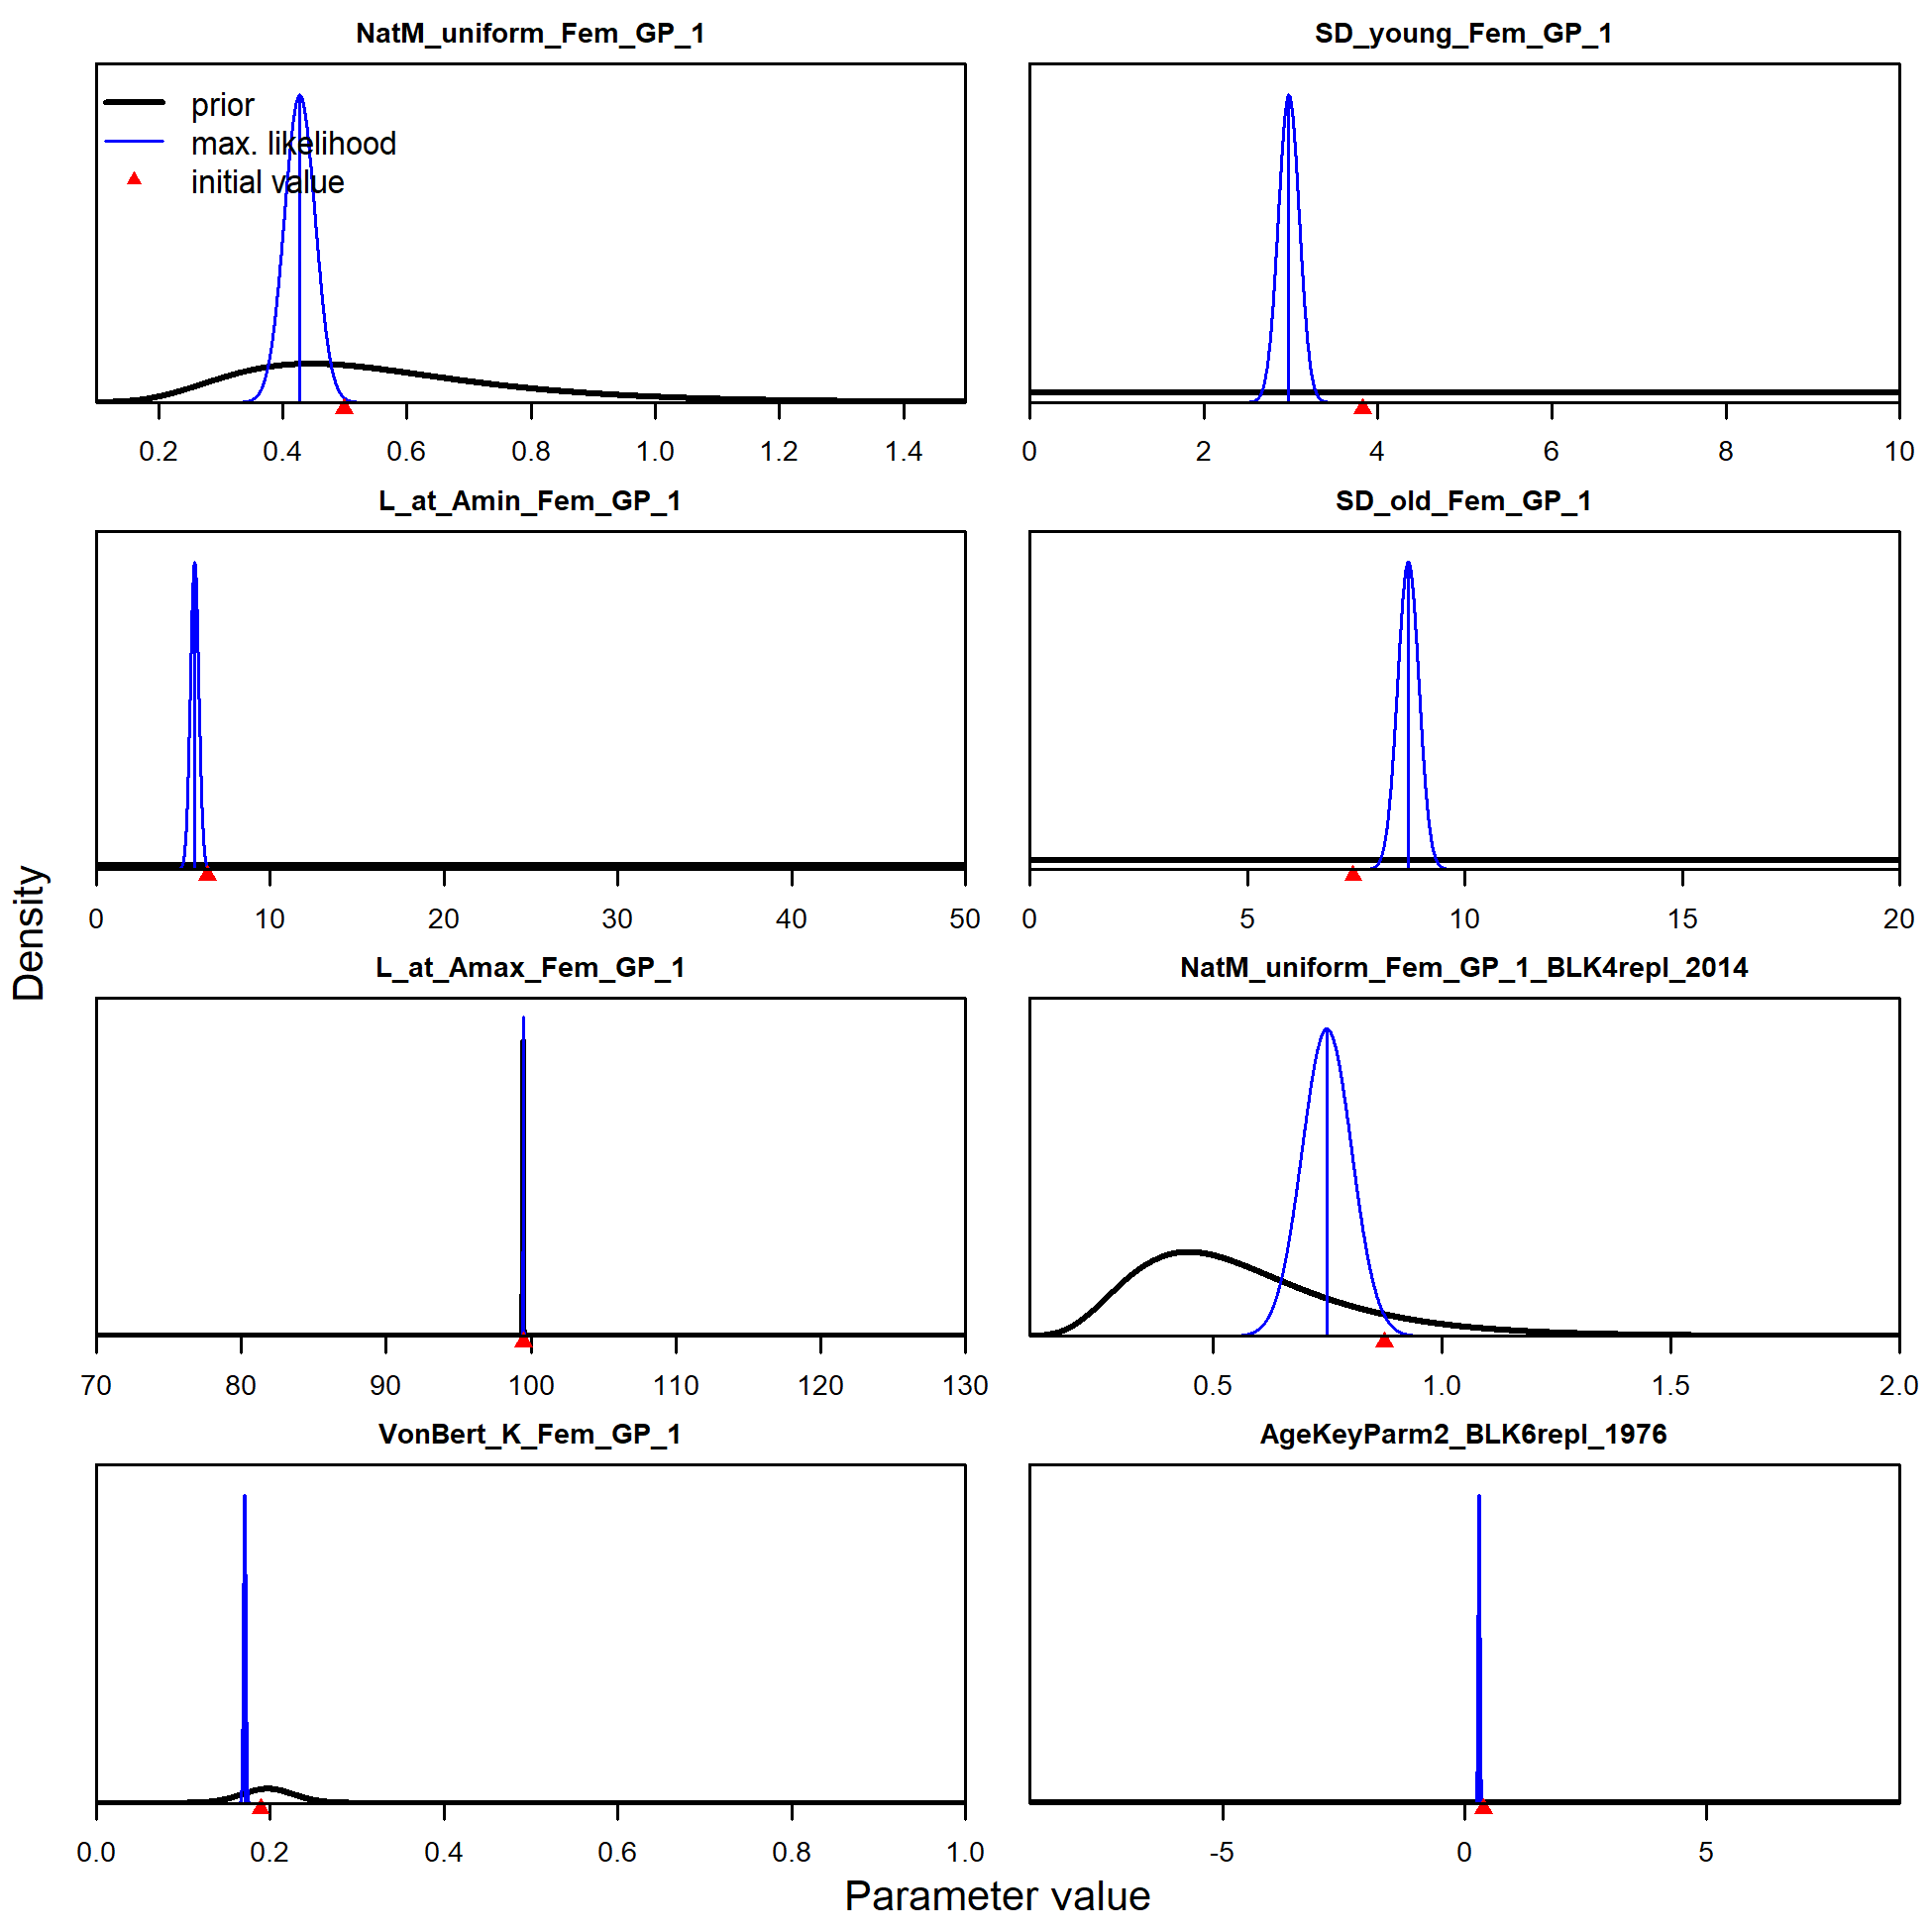 NatM_uniform_Fem_GP_1
prior
max. likelihood
initial value
0.2 0.4 0.6 0.8 1.0 1.2 1.4
SD_young_Fem_GP_1
0 2 4 6 8 10
L_at_Amin_Fem_GP_1
0 10 20 30 40 50
SD_old_Fem_GP_1
0 5 10 15 20
L_at_Amax_Fem_GP_1
70 80 90 100 110 120 130
NatM_uniform_Fem_GP_1_BLK4repl_2014
0.5 1.0 1.5 2.0
VonBert_K_Fem_GP_1
0.0 0.2 0.4 0.6 0.8 1.0
AgeKeyParm2_BLK6repl_1976
-5 0 5
Density
Parameter value